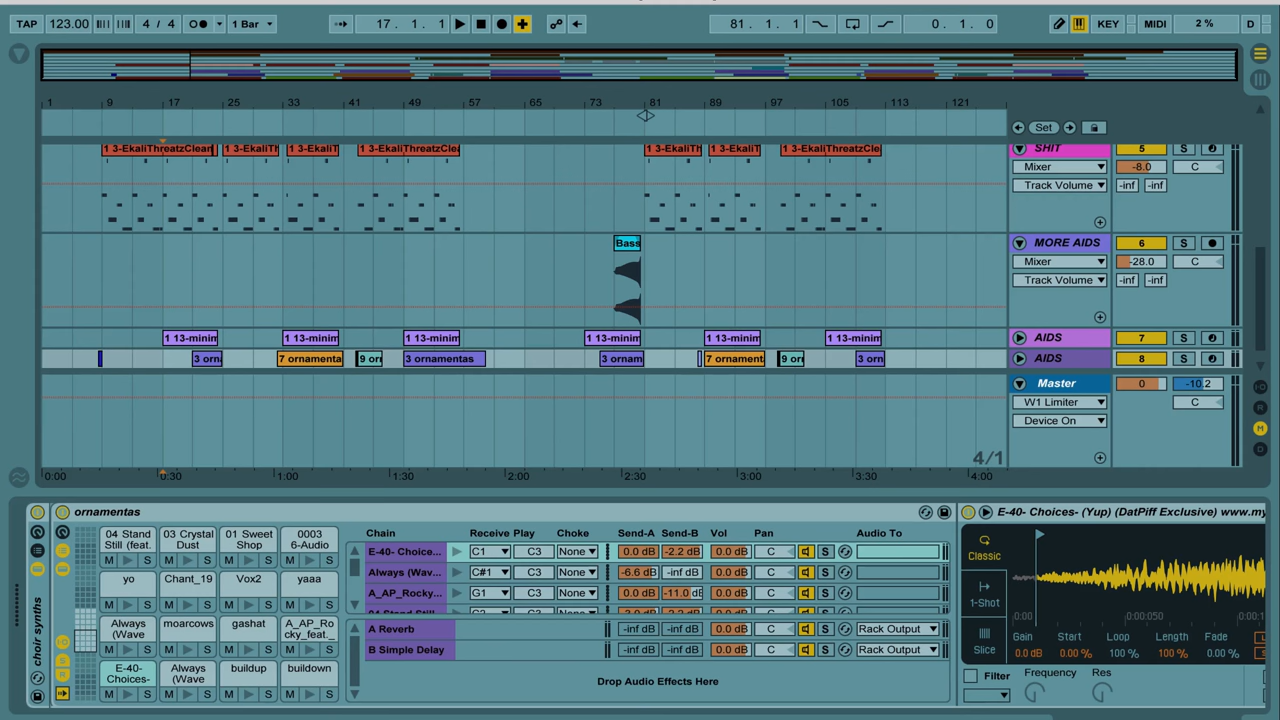 TAP 123.00 4 / 4 1 Bar 17. 1. 1 81. 1. 1 0. 1. 0 KEY MIDI 2 % D
1 9 17 25 33 41 49 57 65 73 81 89 97 105 113 121
Set
1 3-EkaliThreatzClean 1 3-EkaliTh 1 3-EkaliT 1 3-EkaliThreatzCle 1 3-EkaliTh 1 3-EkaliT 1 3-EkaliThreatzCle SHIT 5 S
Mixer -8.0 C
Track Volume -inf -inf
Bass MORE AIDS 6 S
Mixer -28.0 C
Track Volume -inf -inf
1 13-minim 1 13-minim 1 13-minim 1 13-minim 1 13-minim 1 13-minim AIDS 7 S
3 orna 7 ornamenta 9 orn 3 ornamentas 3 ornam 7 ornament 9 orn 3 orn AIDS 8 S
Master 0 -10.2
W1 Limiter C
Device On
4/1
0:00 0:30 1:00 1:30 2:00 2:30 3:00 3:30 4:00
I·O
R
M
D
choir synths
ornamentas
04 Stand Still (feat. 03 Crystal Dust 01 Sweet Shop 0003 6-Audio
M S M S M S M S
yo Chant_19 Vox2 yaaa
M S M S M S M S
Always (Wave moarcows gashat A_AP_Rocky_feat._
M S M S M S M S
E-40- Choices- Always (Wave buildup buildown
M S M S M S M S
Chain Receive Play Choke Send-A Send-B Vol Pan Audio To
E-40- Choice... C1 C3 None 0.0 dB -2.2 dB 0.0 dB C S
Always (Wav... C#1 C3 None -6.6 dB -inf dB 0.0 dB C S
A_AP_Rocky... G1 C3 None 0.0 dB -11.0 dB 0.0 dB C S
A Reverb -inf dB -inf dB 0.0 dB C S Rack Output
B Simple Delay -inf dB -inf dB 0.0 dB C S Rack Output
Drop Audio Effects Here
E-40- Choices- (Yup) (DatPiff Exclusive) www.my
Classic
1-Shot
Slice
0:00 0:00:050 0:00:1
Gain Start Loop Length Fade
0.0 dB 0.00 % 100 % 100 % 0.00
Filter Frequency Res